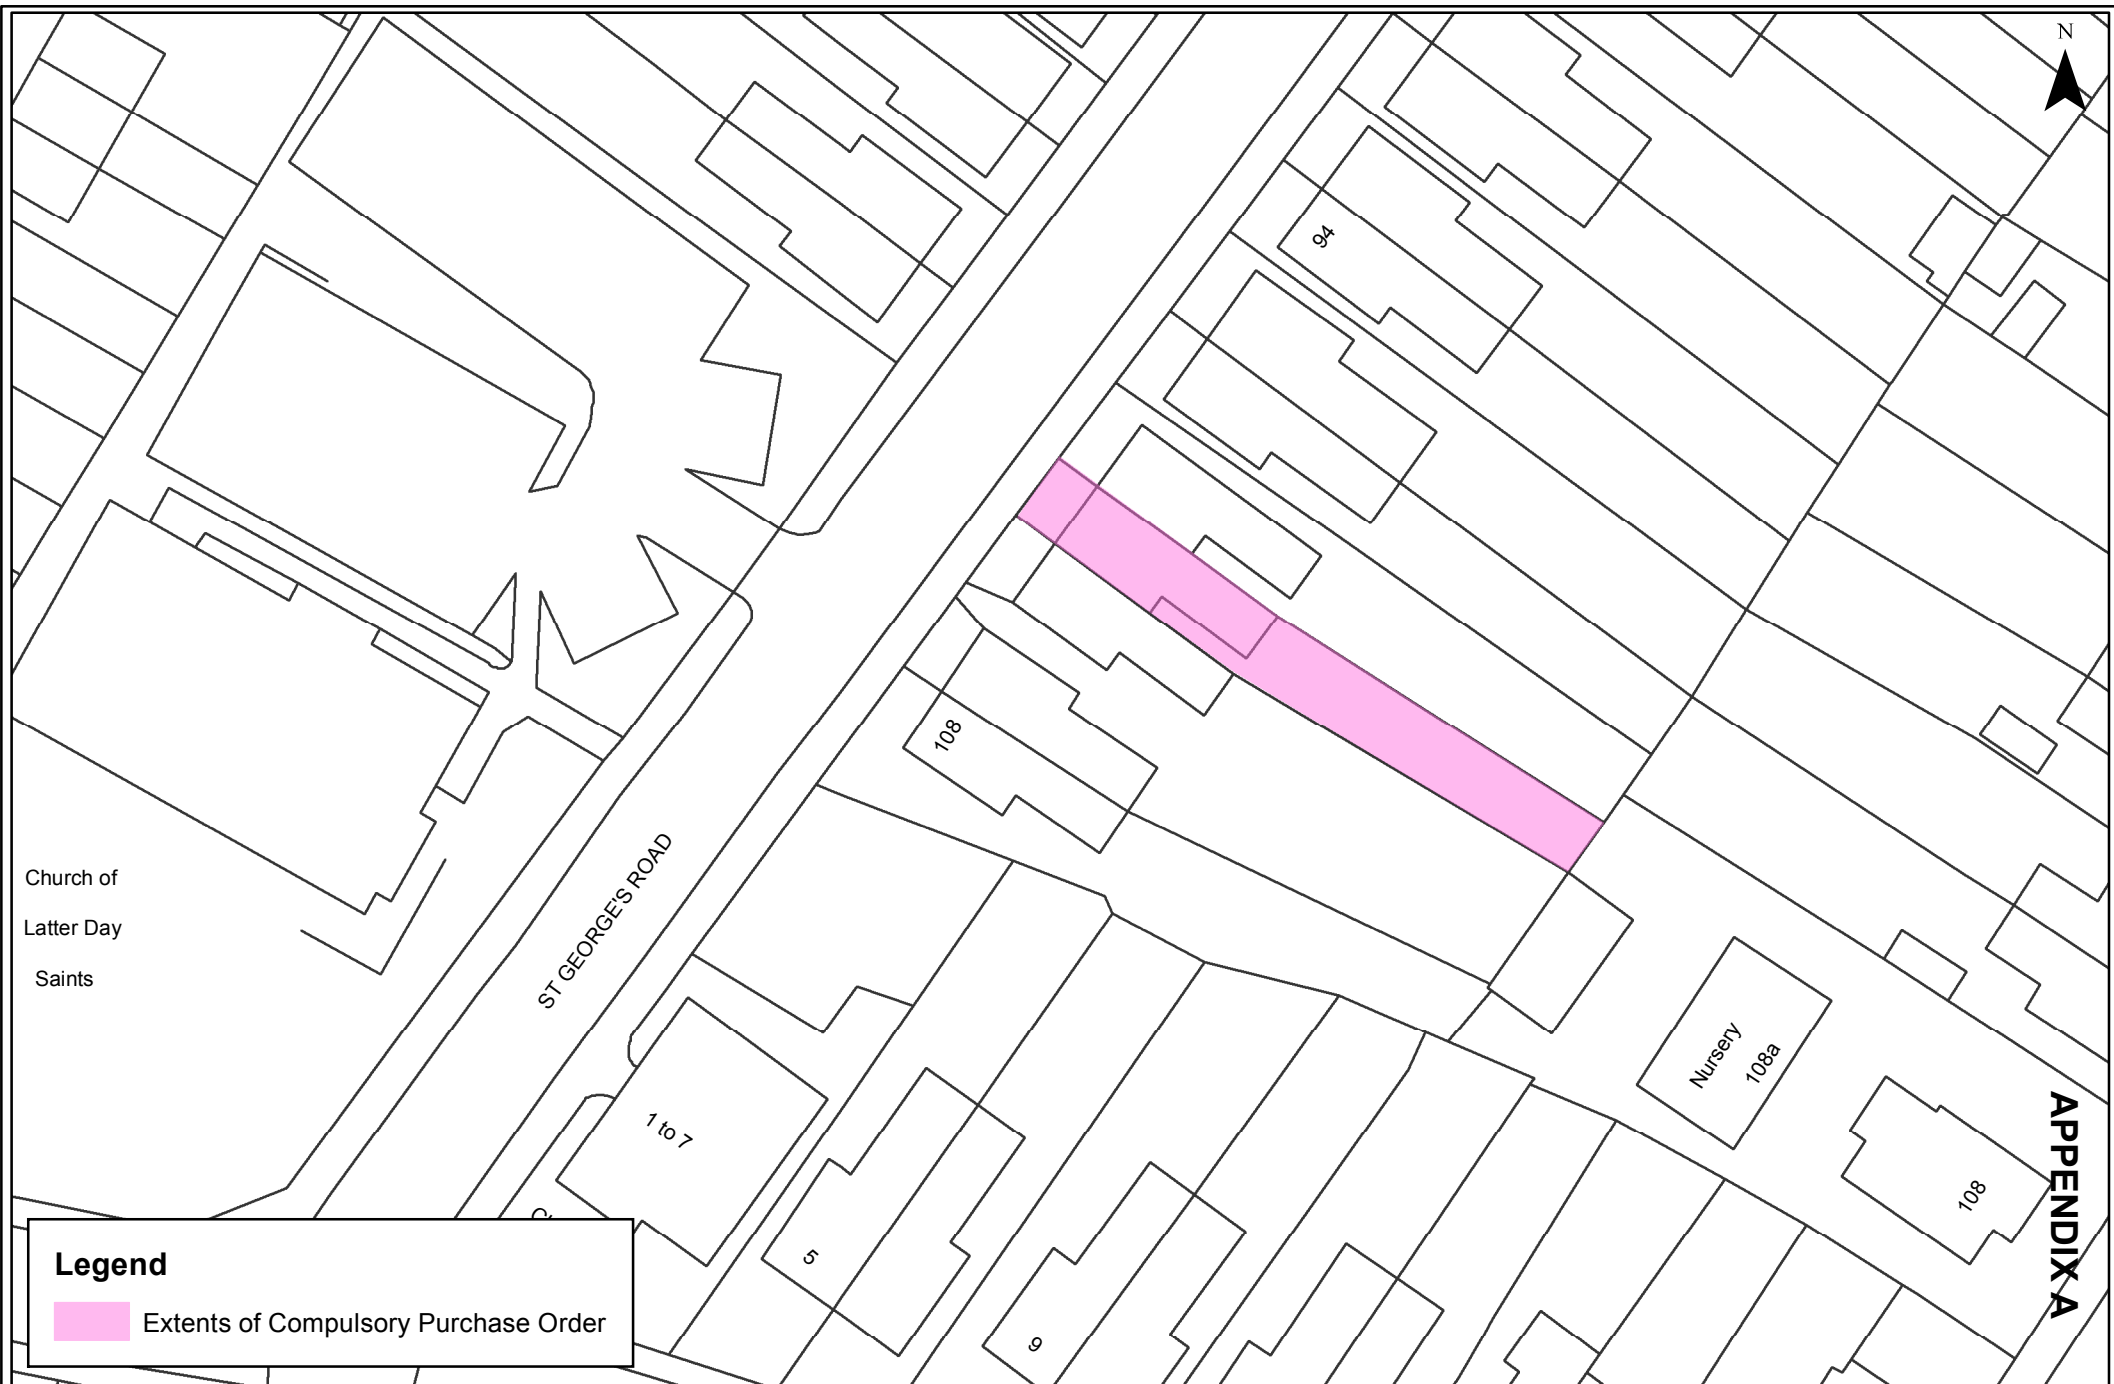 N
94
108
Church of
Latter Day
Saints
ST GEORGE'S ROAD
Nursery
108a
1 to 7
108
5
9
APPENDIX A
Legend
Extents of Compulsory Purchase Order